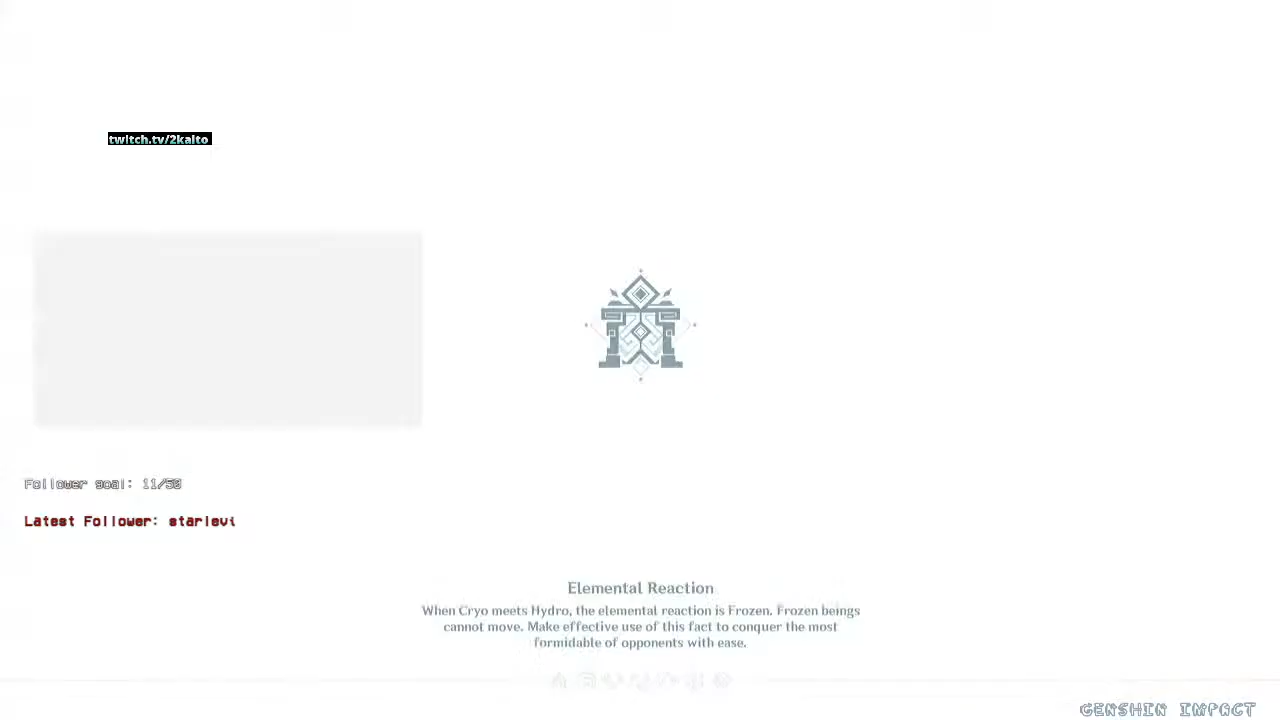 twitch.tv/2kaito
Follower goal: 11/50
Latest Follower: starlevi
Elemental Reaction
When Cryo meets Hydro, the elemental reaction is Frozen. Frozen beings
cannot move. Make effective use of this fact to conquer the most
formidable of opponents with ease.
GENSHIN IMPACT